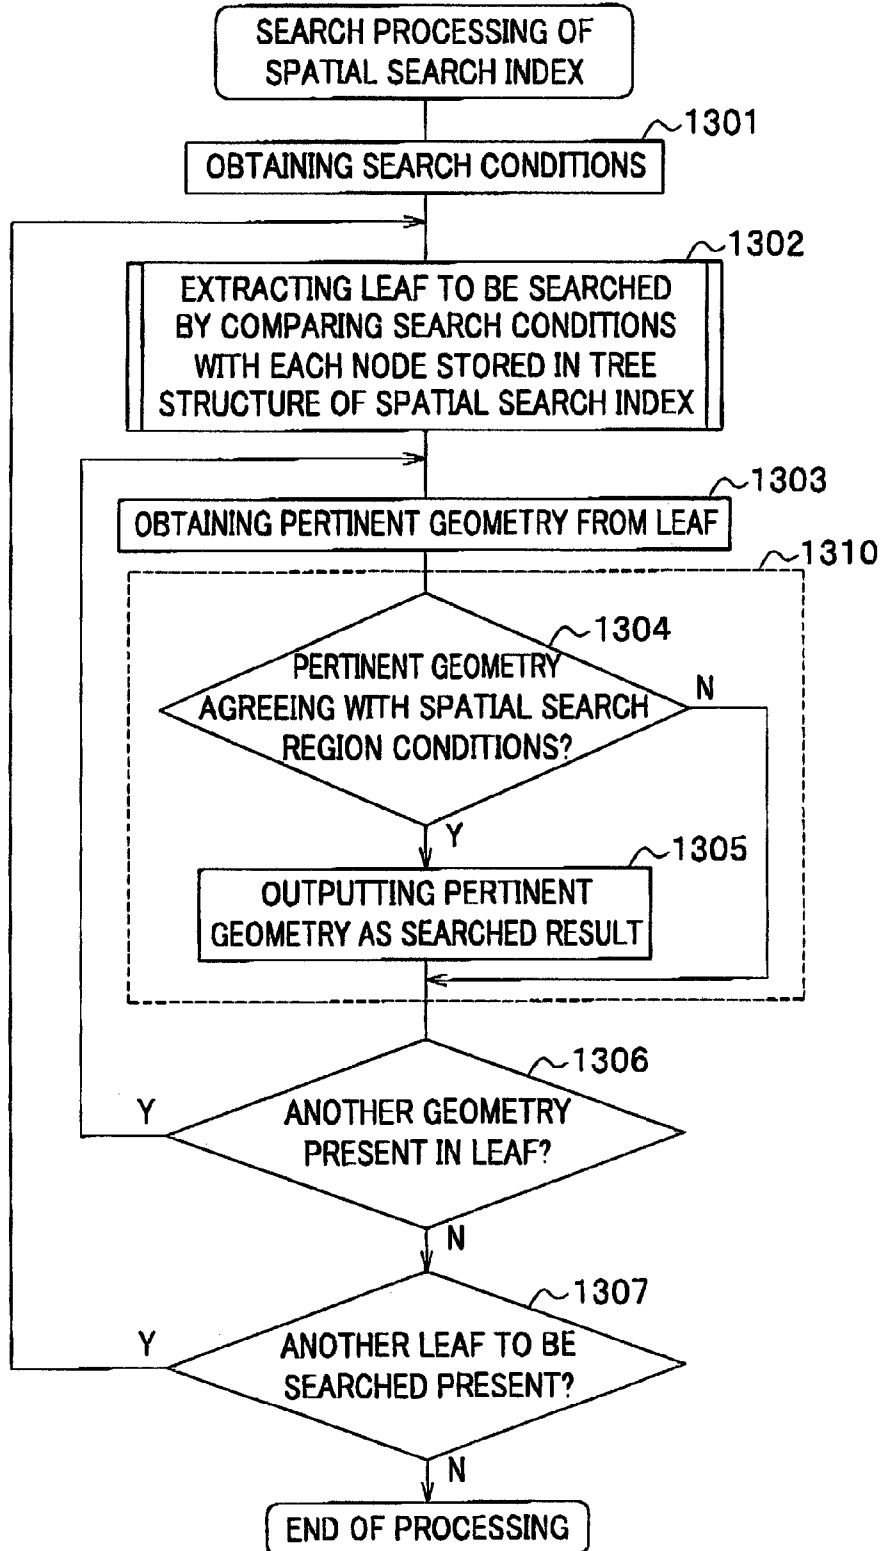 SEARCH PROCESSING OF
SPATIAL SEARCH INDEX
1301
OBTAINING SEARCH CONDITIONS
1302
EXTRACTING LEAF TO BE SEARCHED
BY COMPARING SEARCH CONDITIONS
WITH EACH NODE STORED IN TREE
STRUCTURE OF SPATIAL SEARCH INDEX
1303
OBTAINING PERTINENT GEOMETRY FROM LEAF
1310
1304
PERTINENT GEOMETRY
AGREEING WITH SPATIAL SEARCH
REGION CONDITIONS?
N
Y
1305
OUTPUTTING PERTINENT
GEOMETRY AS SEARCHED RESULT
1306
ANOTHER GEOMETRY
PRESENT IN LEAF?
Y
N
1307
ANOTHER LEAF TO BE
SEARCHED PRESENT?
Y
N
END OF PROCESSING